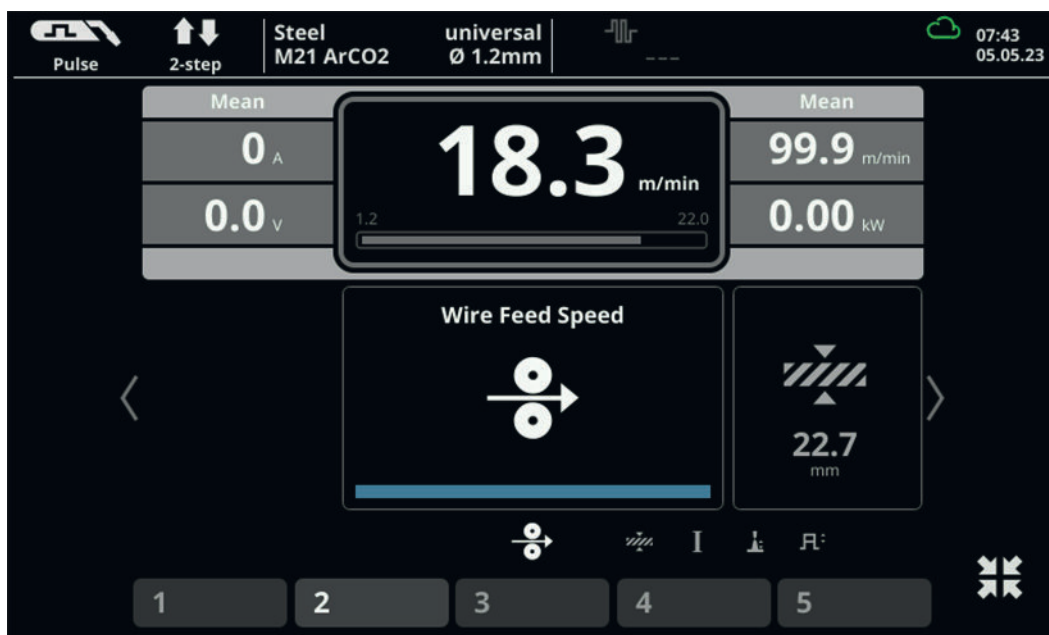 Pulse
2-step
Steel
M21 ArCO2
universal
Ø 1.2mm
---
07:43
05.05.23
Mean
0 A
0.0 V
18.3 m/min
1.2 22.0
Mean
99.9 m/min
0.00 kW
Wire Feed Speed
22.7
mm
1 2 3 4 5